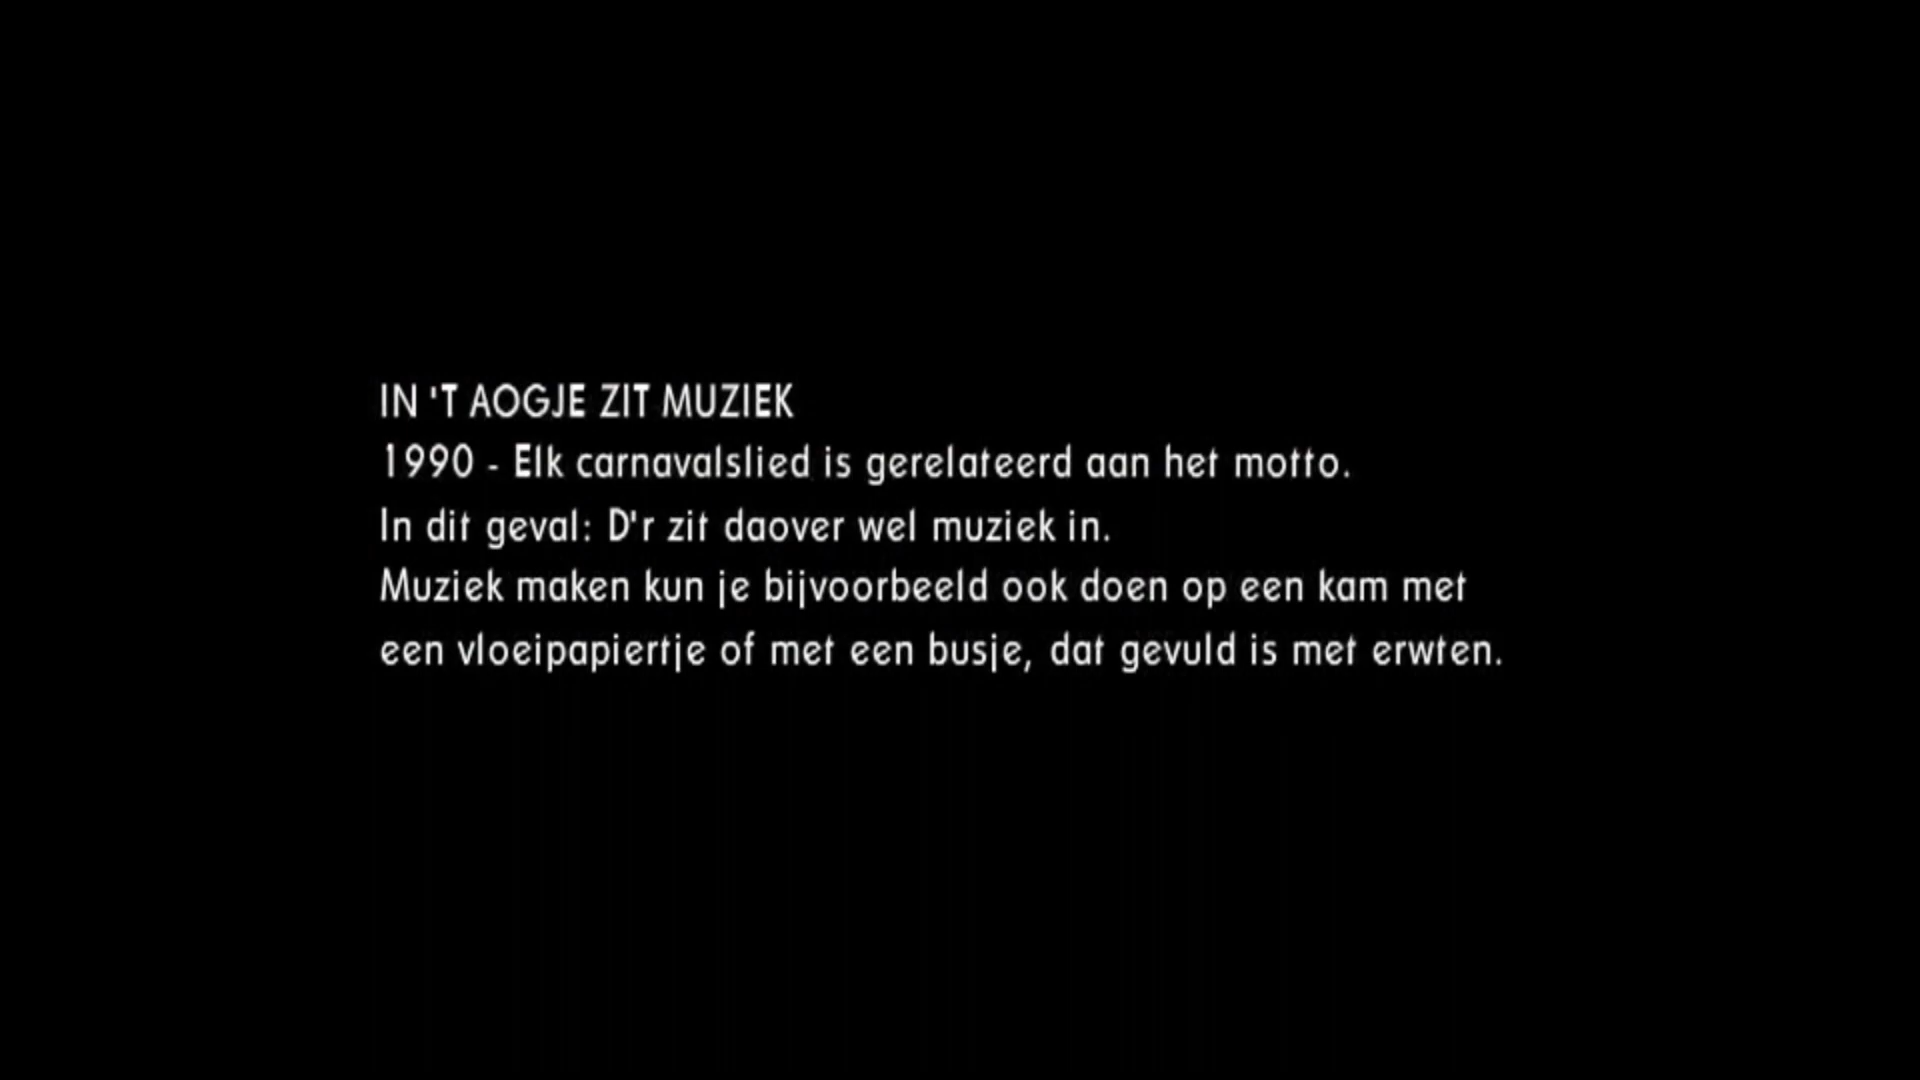 IN 'T AOGJE ZIT MUZIEK
1990 - Elk carnavalslied is gerelateerd aan het motto.
In dit geval: D'r zit daover wel muziek in.
Muziek maken kun je bijvoorbeeld ook doen op een kam met
een vloeipapiertje of met een busje, dat gevuld is met erwten.